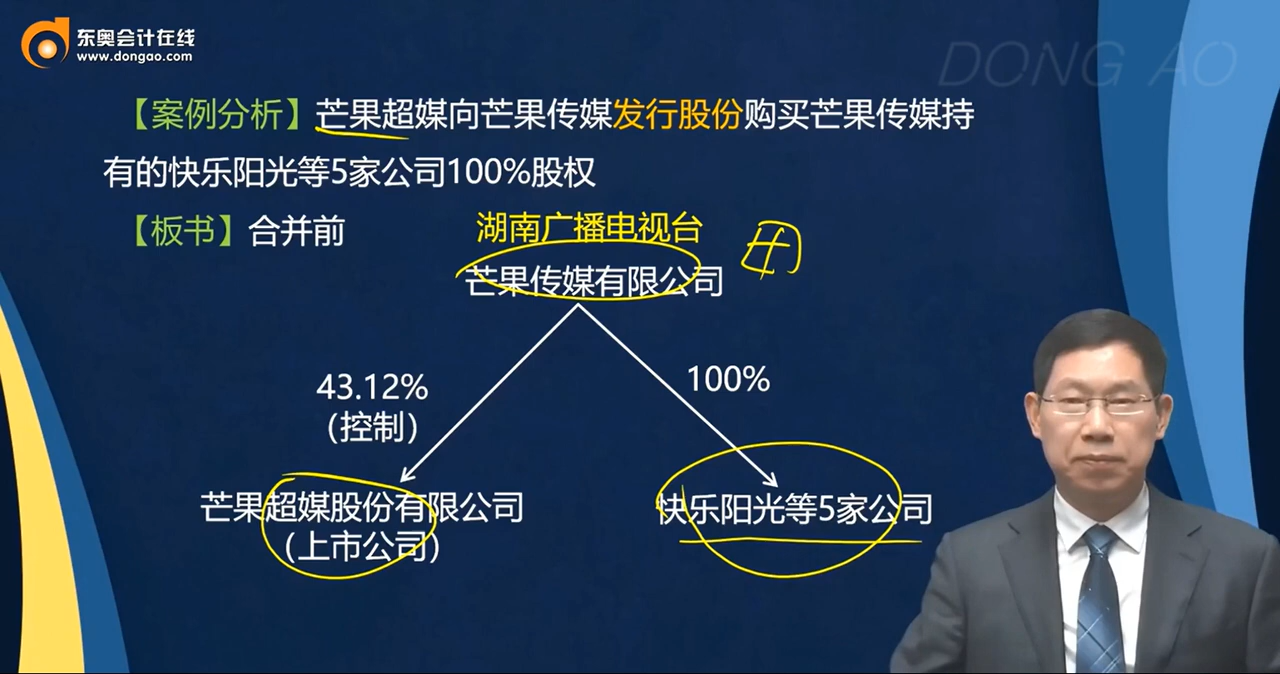 东奥会计在线
www.dongao.com
DONG AO
【案例分析】芒果超媒向芒果传媒发行股份购买芒果传媒持
有的快乐阳光等5家公司100%股权
【板书】合并前
湖南广播电视台
芒果传媒有限公司
43.12%
(控制)
100%
芒果超媒股份有限公司
(上市公司)
快乐阳光等5家公司